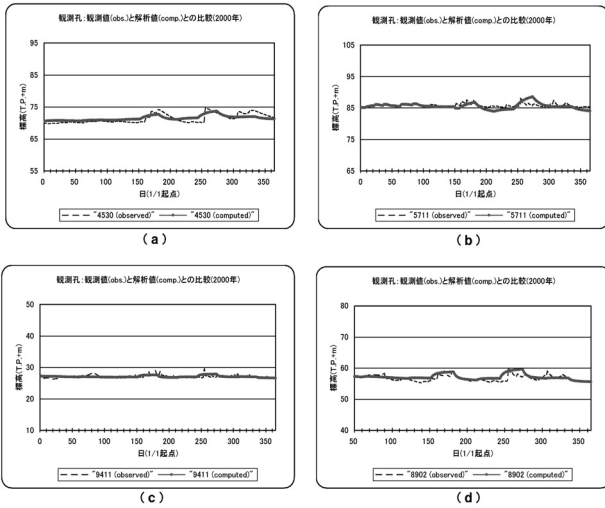 観測孔:観測値(obs.)と解析値(comp.)との比較(2000年)
標高(T.P.+m)
95
85
75
65
55
0 50 100 150 200 250 300 350
日(1/1起点)
"4530 (observed)" "4530 (computed)"
(a)
観測孔:観測値(obs.)と解析値(comp.)との比較(2000年)
標高(T.P.+m)
105
95
85
75
65
0 50 100 150 200 250 300 350
日(1/1起点)
"5711 (observed)" "5711 (computed)"
(b)
観測孔:観測値(obs.)と解析値(comp.)との比較(2000年)
標高(T.P.+m)
50
40
30
20
10
0 50 100 150 200 250 300 350
日(1/1起点)
"9411 (observed)" "9411 (computed)"
(c)
観測孔:観測値(obs.)と解析値(comp.)との比較(2000年)
標高(T.P.+m)
80
70
60
50
40
50 100 150 200 250 300 350
日(1/1起点)
"8902 (observed)" "8902 (computed)"
(d)